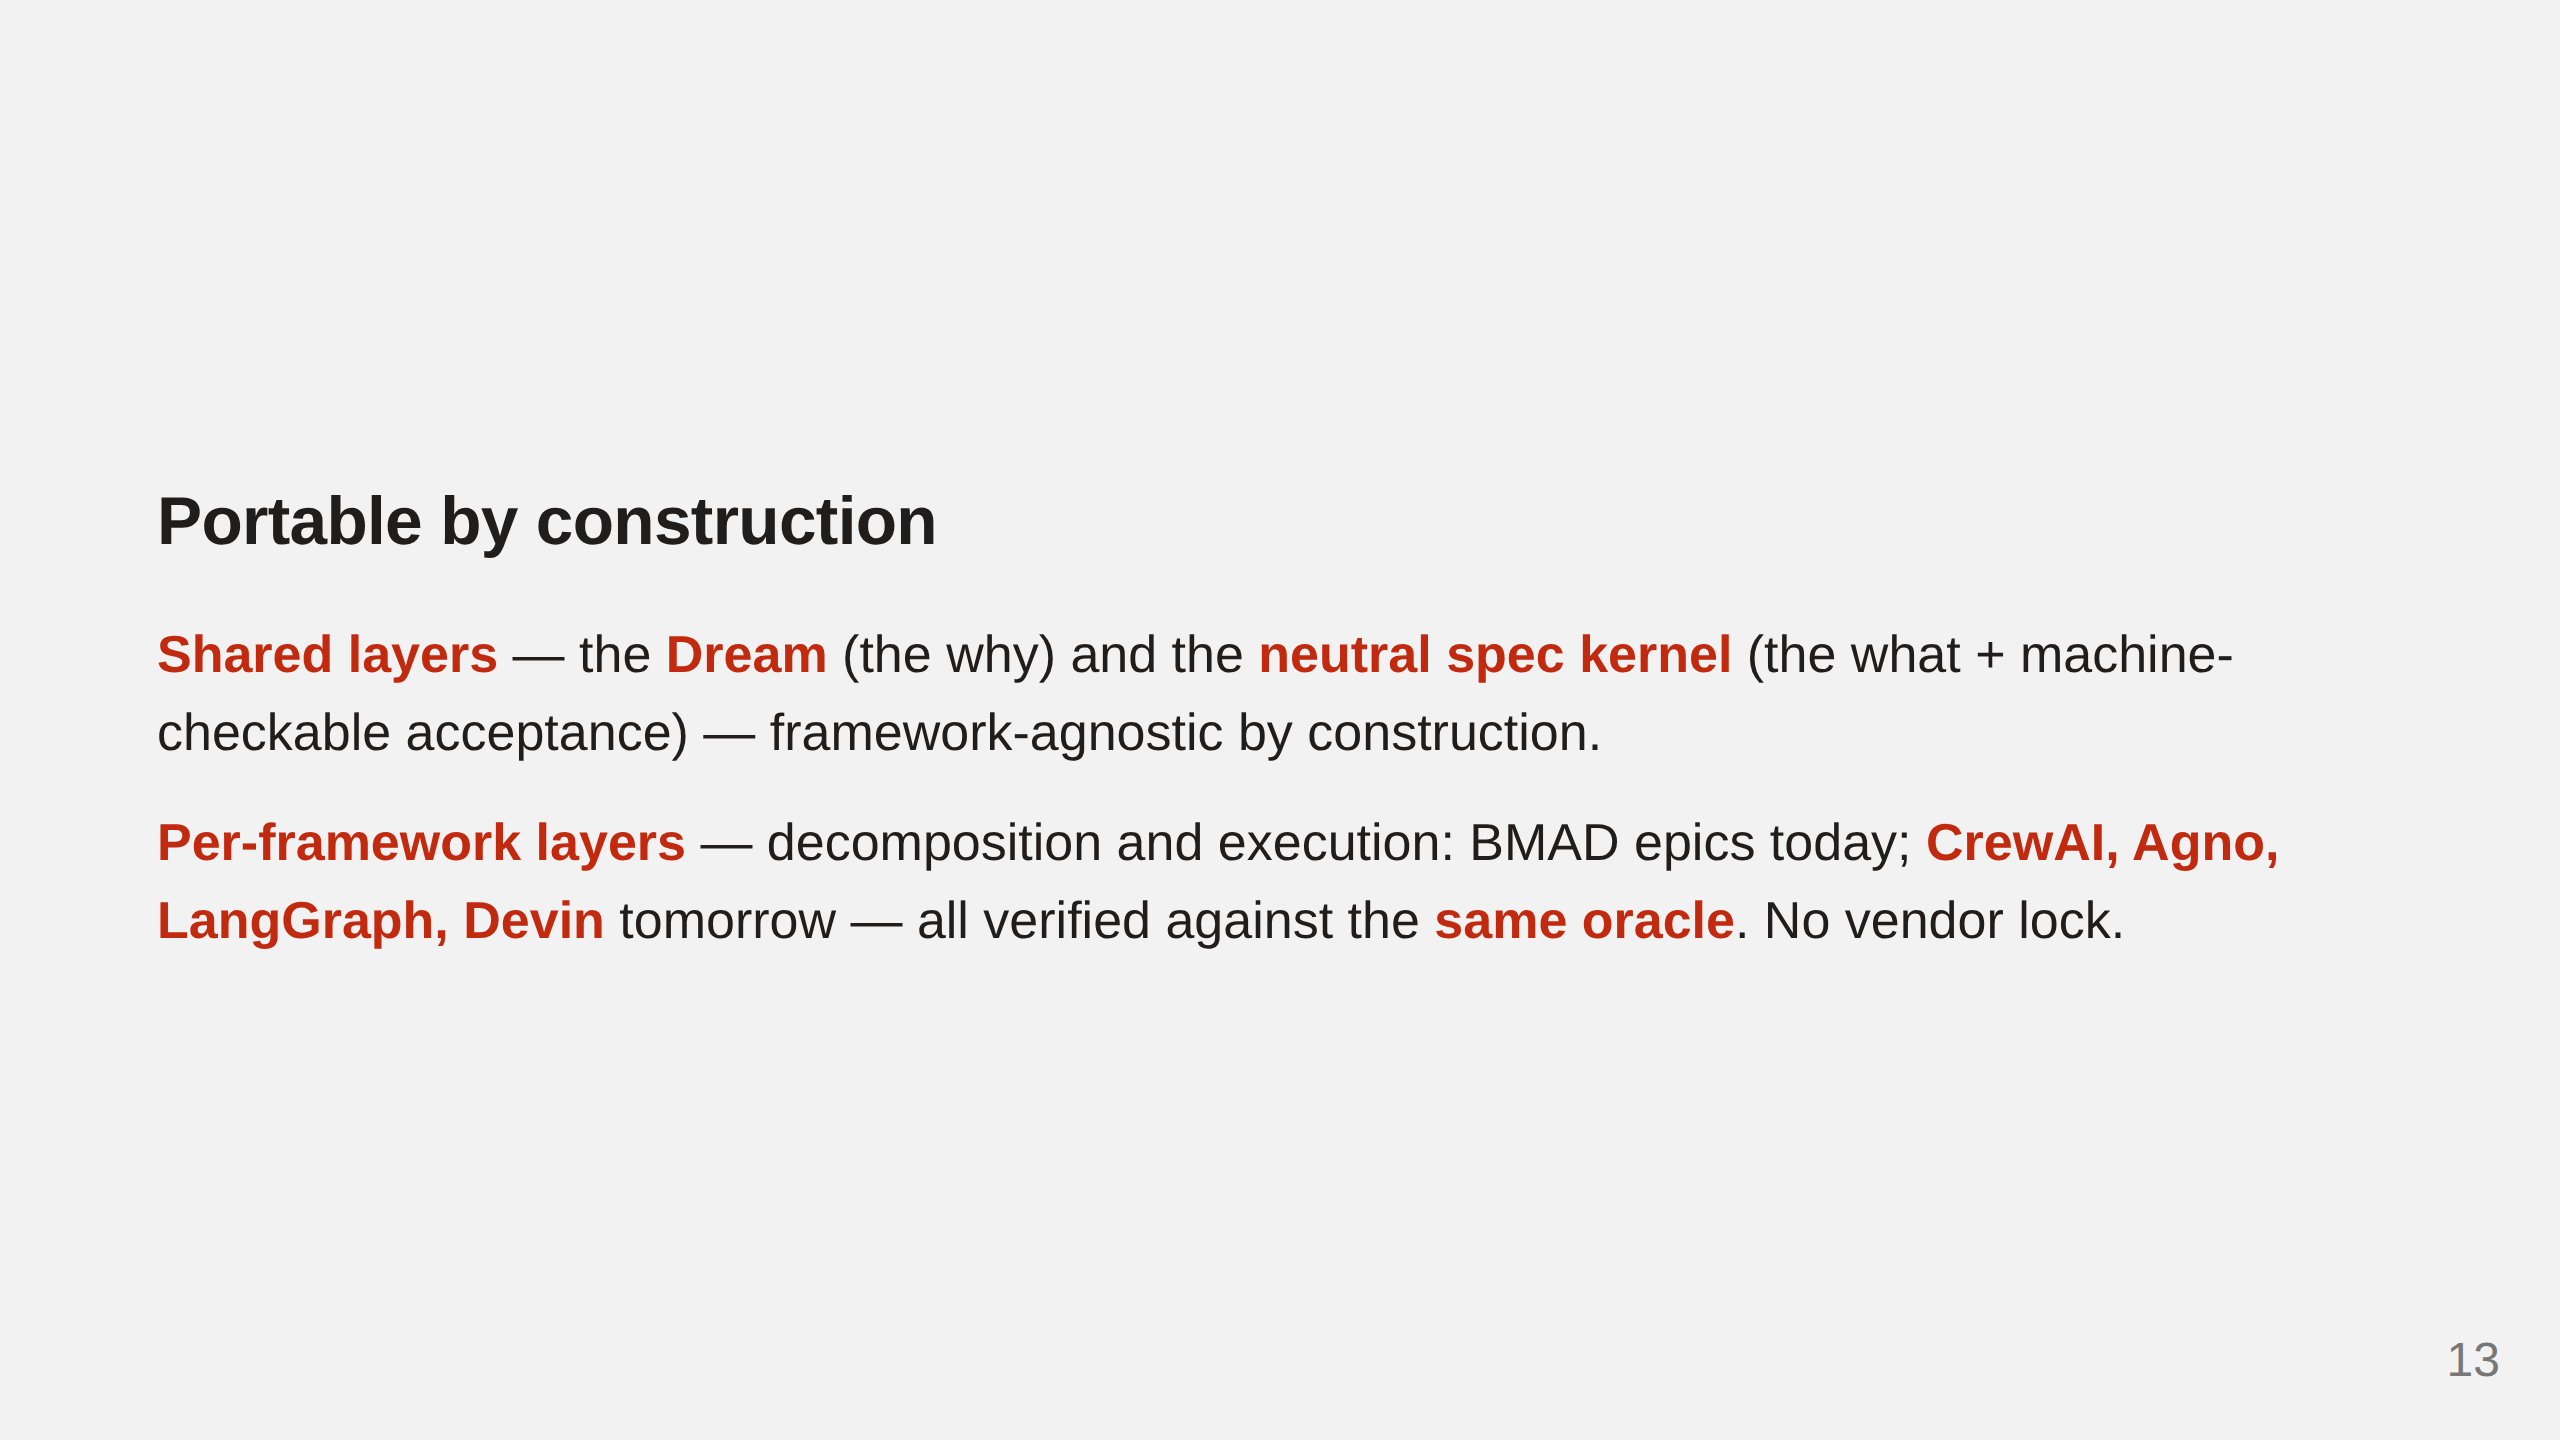 Portable by construction
Shared layers — the Dream (the why) and the neutral spec kernel (the what + machine-
checkable acceptance) — framework-agnostic by construction.
Per-framework layers — decomposition and execution: BMAD epics today; CrewAI, Agno,
LangGraph, Devin tomorrow — all verified against the same oracle. No vendor lock.
13